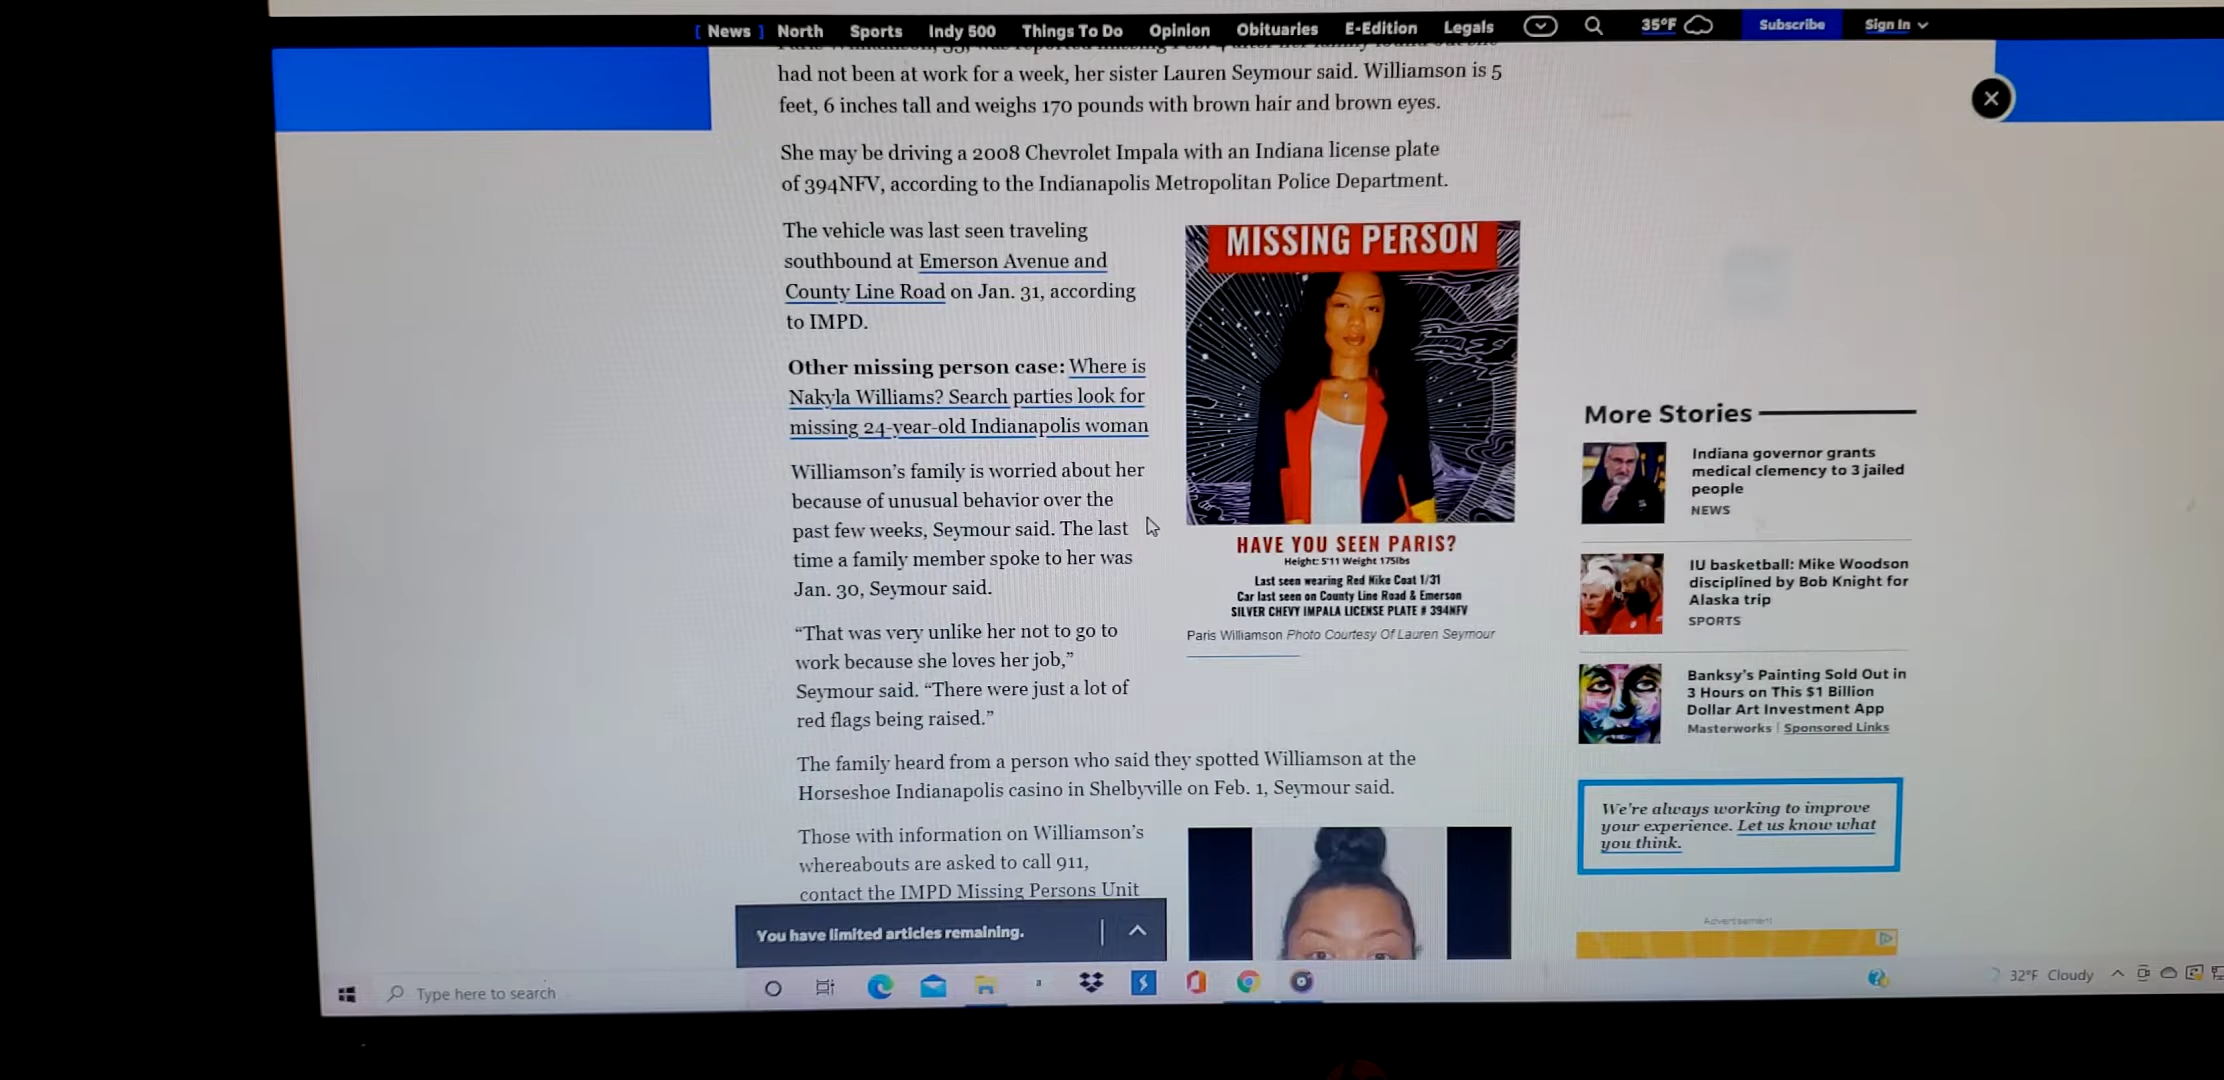 [ News ] North Sports Indy 500 Things To Do Opinion Obituaries E-Edition Legals 35°F Subscribe Sign In
had not been at work for a week, her sister Lauren Seymour said. Williamson is 5
feet, 6 inches tall and weighs 170 pounds with brown hair and brown eyes.
She may be driving a 2008 Chevrolet Impala with an Indiana license plate
of 394NFV, according to the Indianapolis Metropolitan Police Department.
The vehicle was last seen traveling
southbound at Emerson Avenue and
County Line Road on Jan. 31, according
to IMPD.
Other missing person case: Where is
Nakyla Williams? Search parties look for
missing 24-year-old Indianapolis woman
Williamson's family is worried about her
because of unusual behavior over the
past few weeks, Seymour said. The last
time a family member spoke to her was
Jan. 30, Seymour said.
“That was very unlike her not to go to
work because she loves her job,”
Seymour said. “There were just a lot of
red flags being raised.”
MISSING PERSON
HAVE YOU SEEN PARIS?
Height: 5'11 Weight 175lbs
Last seen wearing Red Nike Coat 1/31
Car last seen on County Line Road & Emerson
SILVER CHEVY IMPALA LICENSE PLATE # 394NFV
Paris Williamson Photo Courtesy Of Lauren Seymour
The family heard from a person who said they spotted Williamson at the
Horseshoe Indianapolis casino in Shelbyville on Feb. 1, Seymour said.
Those with information on Williamson's
whereabouts are asked to call 911,
contact the IMPD Missing Persons Unit
You have limited articles remaining.
More Stories
Indiana governor grants
medical clemency to 3 jailed
people
NEWS
IU basketball: Mike Woodson
disciplined by Bob Knight for
Alaska trip
SPORTS
Banksy's Painting Sold Out in
3 Hours on This $1 Billion
Dollar Art Investment App
Masterworks | Sponsored Links
We're always working to improve
your experience. Let us know what
you think.
Advertisement
Type here to search
32°F Cloudy